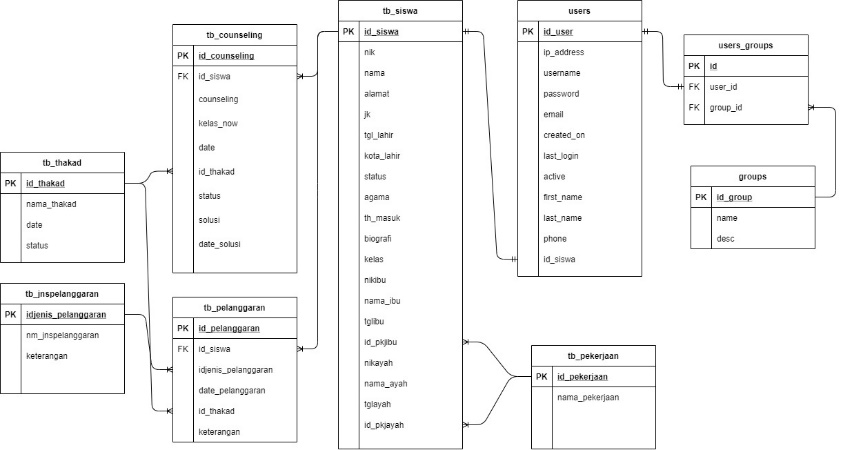 tb_counseling
PK id_counseling
FK id_siswa
counseling
kelas_now
date
id_thakad
status
solusi
date_solusi
tb_thakad
PK id_thakad
nama_thakad
date
status
tb_jnspelanggaran
PK idjenis_pelanggaran
nm_jnspelanggaran
keterangan
tb_pelanggaran
PK id_pelanggaran
FK id_siswa
idjenis_pelanggaran
date_pelanggaran
id_thakad
keterangan
tb_siswa
PK id_siswa
nik
nama
alamat
jk
tgl_lahir
kota_lahir
status
agama
th_masuk
biografi
kelas
nikibu
nama_ibu
tglibu
id_pkjibu
nikayah
nama_ayah
tglayah
id_pkjayah
users
PK id_user
ip_address
username
password
email
created_on
last_login
active
first_name
last_name
phone
id_siswa
tb_pekerjaan
PK id_pekerjaan
nama_pekerjaan
users_groups
PK id
FK user_id
FK group_id
groups
PK id_group
name
desc